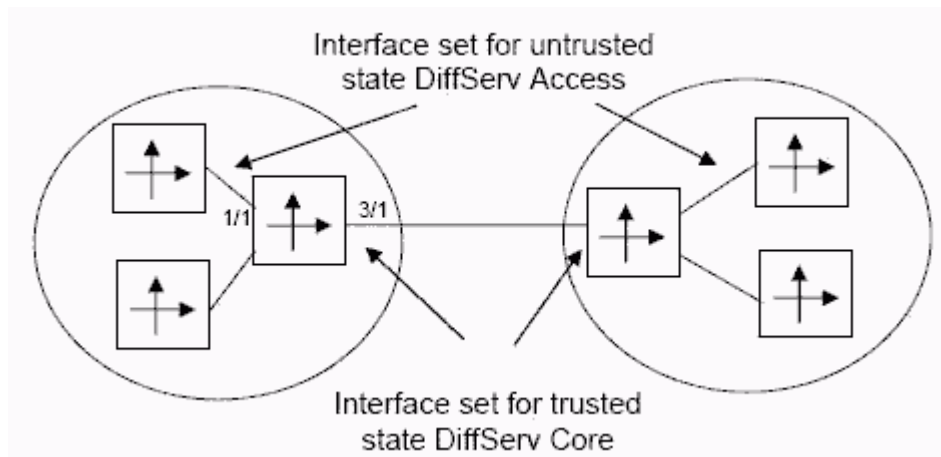 Interface set for untrusted
state DiffServ Access
1/1
3/1
Interface set for trusted
state DiffServ Core